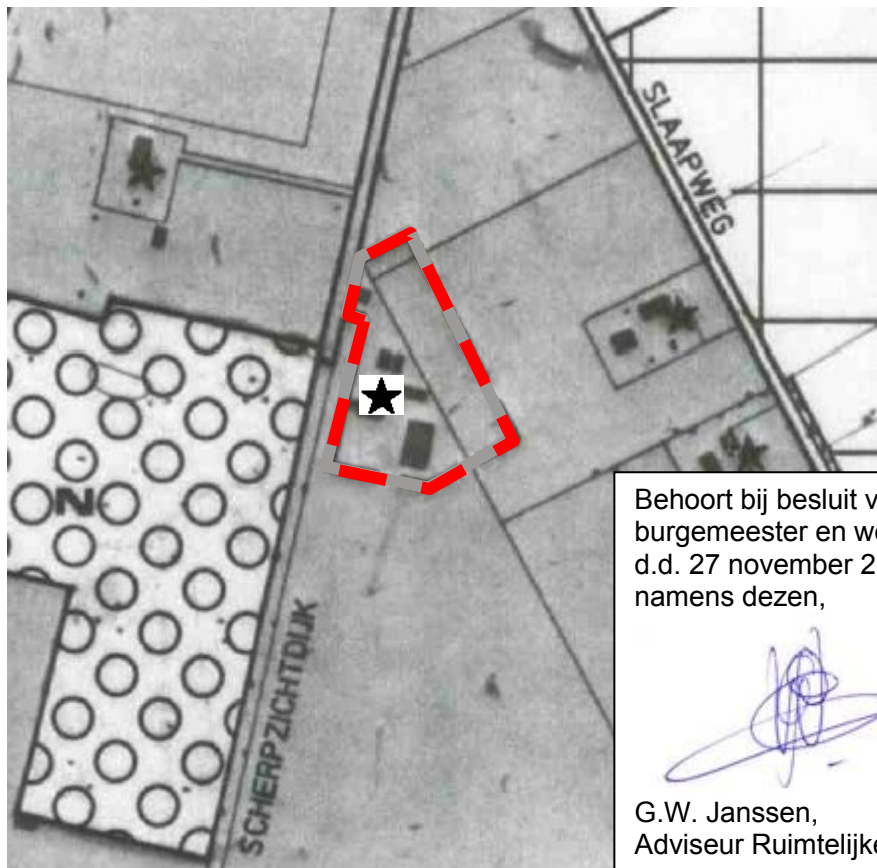 SLAAPWEG
N
SCHERPZICHTDIJK
Behoort bij besluit v
burgemeester en we
d.d. 27 november 2
namens dezen,
G.W. Janssen,
Adviseur Ruimtelijke